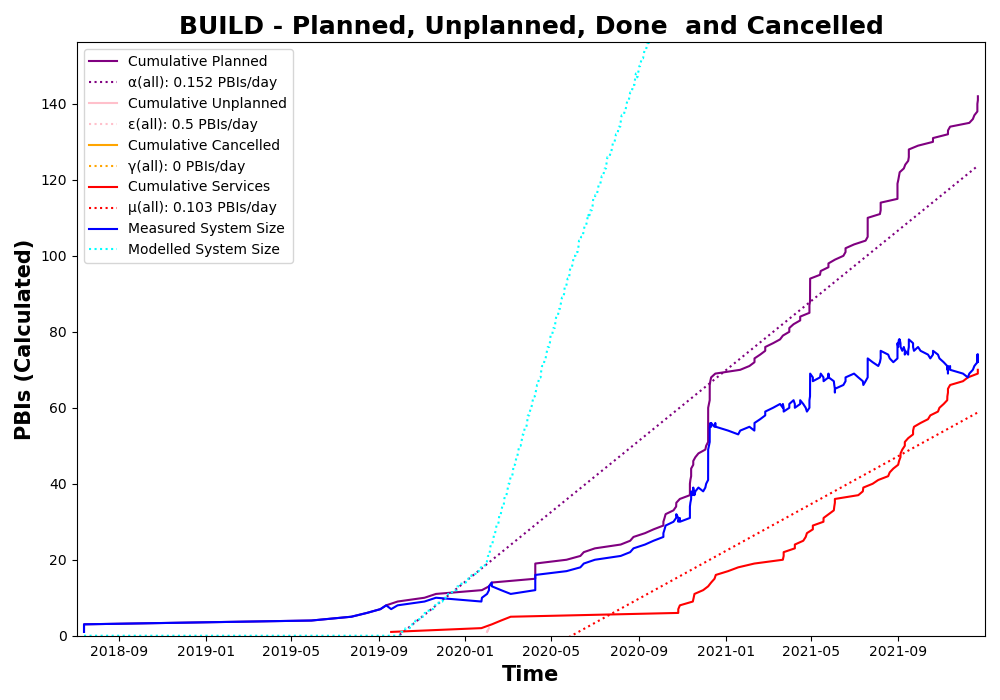 BUILD - Planned, Unplanned, Done  and Cancelled
Cumulative Planned
α(all): 0.152 PBIs/day
Cumulative Unplanned
ε(all): 0.5 PBIs/day
Cumulative Cancelled
γ(all): 0 PBIs/day
Cumulative Services
μ(all): 0.103 PBIs/day
Measured System Size
Modelled System Size
PBIs (Calculated)
140
120
100
80
60
40
20
0
2018-09 2019-01 2019-05 2019-09 2020-01 2020-05 2020-09 2021-01 2021-05 2021-09
Time